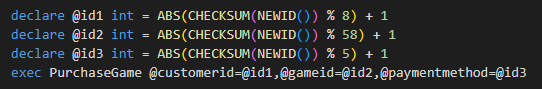 declare @id1 int = ABS(CHECKSUM(NEWID()) % 8) + 1
declare @id2 int = ABS(CHECKSUM(NEWID()) % 58) + 1
declare @id3 int = ABS(CHECKSUM(NEWID()) % 5) + 1
exec PurchaseGame @customerid=@id1,@gameid=@id2,@paymentmethod=@id3